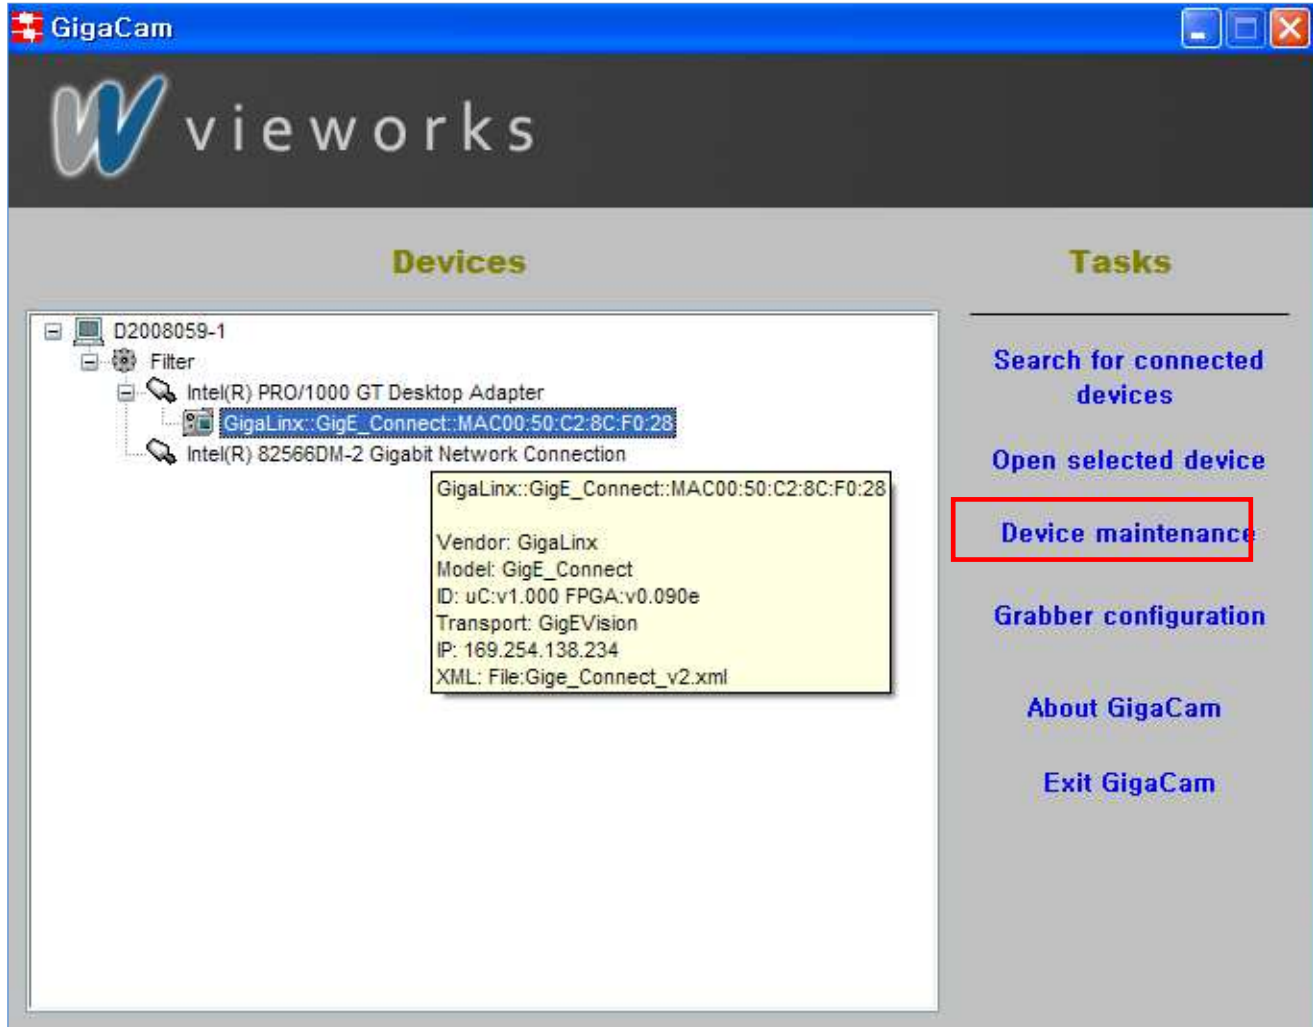 GigaCam
vieworks
Devices
D2008059-1
Filter
Intel(R) PRO/1000 GT Desktop Adapter
GigaLinx::GigE_Connect::MAC00:50:C2:8C:F0:28
Intel(R) 82566DM-2 Gigabit Network Connection
GigaLinx::GigE_Connect::MAC00:50:C2:8C:F0:28
Vendor: GigaLinx
Model: GigE_Connect
ID: uC:v1.000 FPGA:v0.090e
Transport: GigEVision
IP: 169.254.138.234
XML: File:Gige_Connect_v2.xml
Tasks
Search for connected
devices
Open selected device
Device maintenance
Grabber configuration
About GigaCam
Exit GigaCam